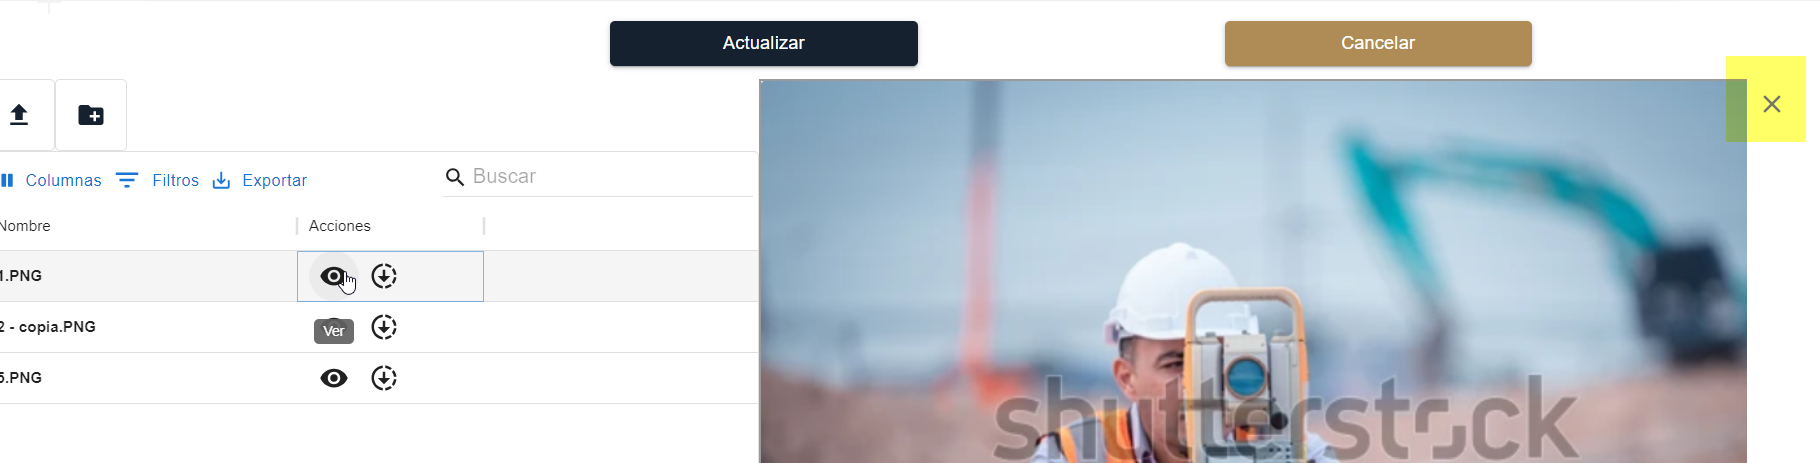 Actualizar
Cancelar
Columnas Filtros Exportar Buscar
Nombre Acciones
1.PNG
2 - copia.PNG
Ver
5.PNG
shutterstock